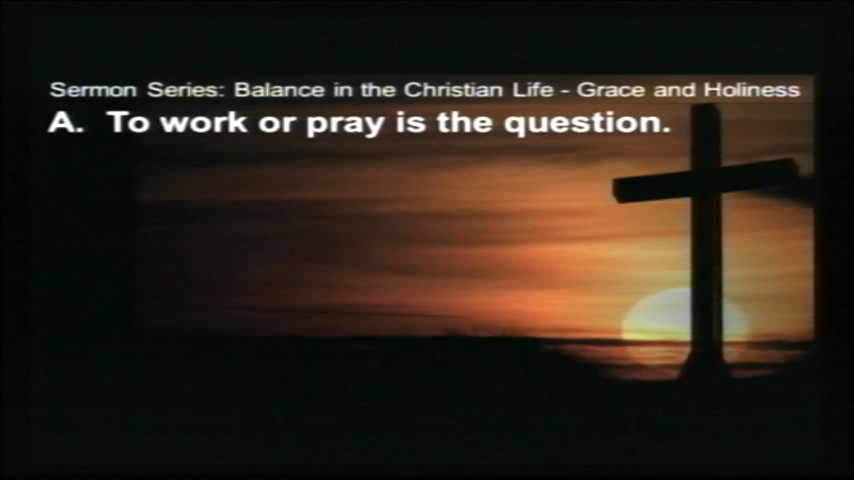 Sermon Series: Balance in the Christian Life - Grace and Holiness
A. To work or pray is the question.